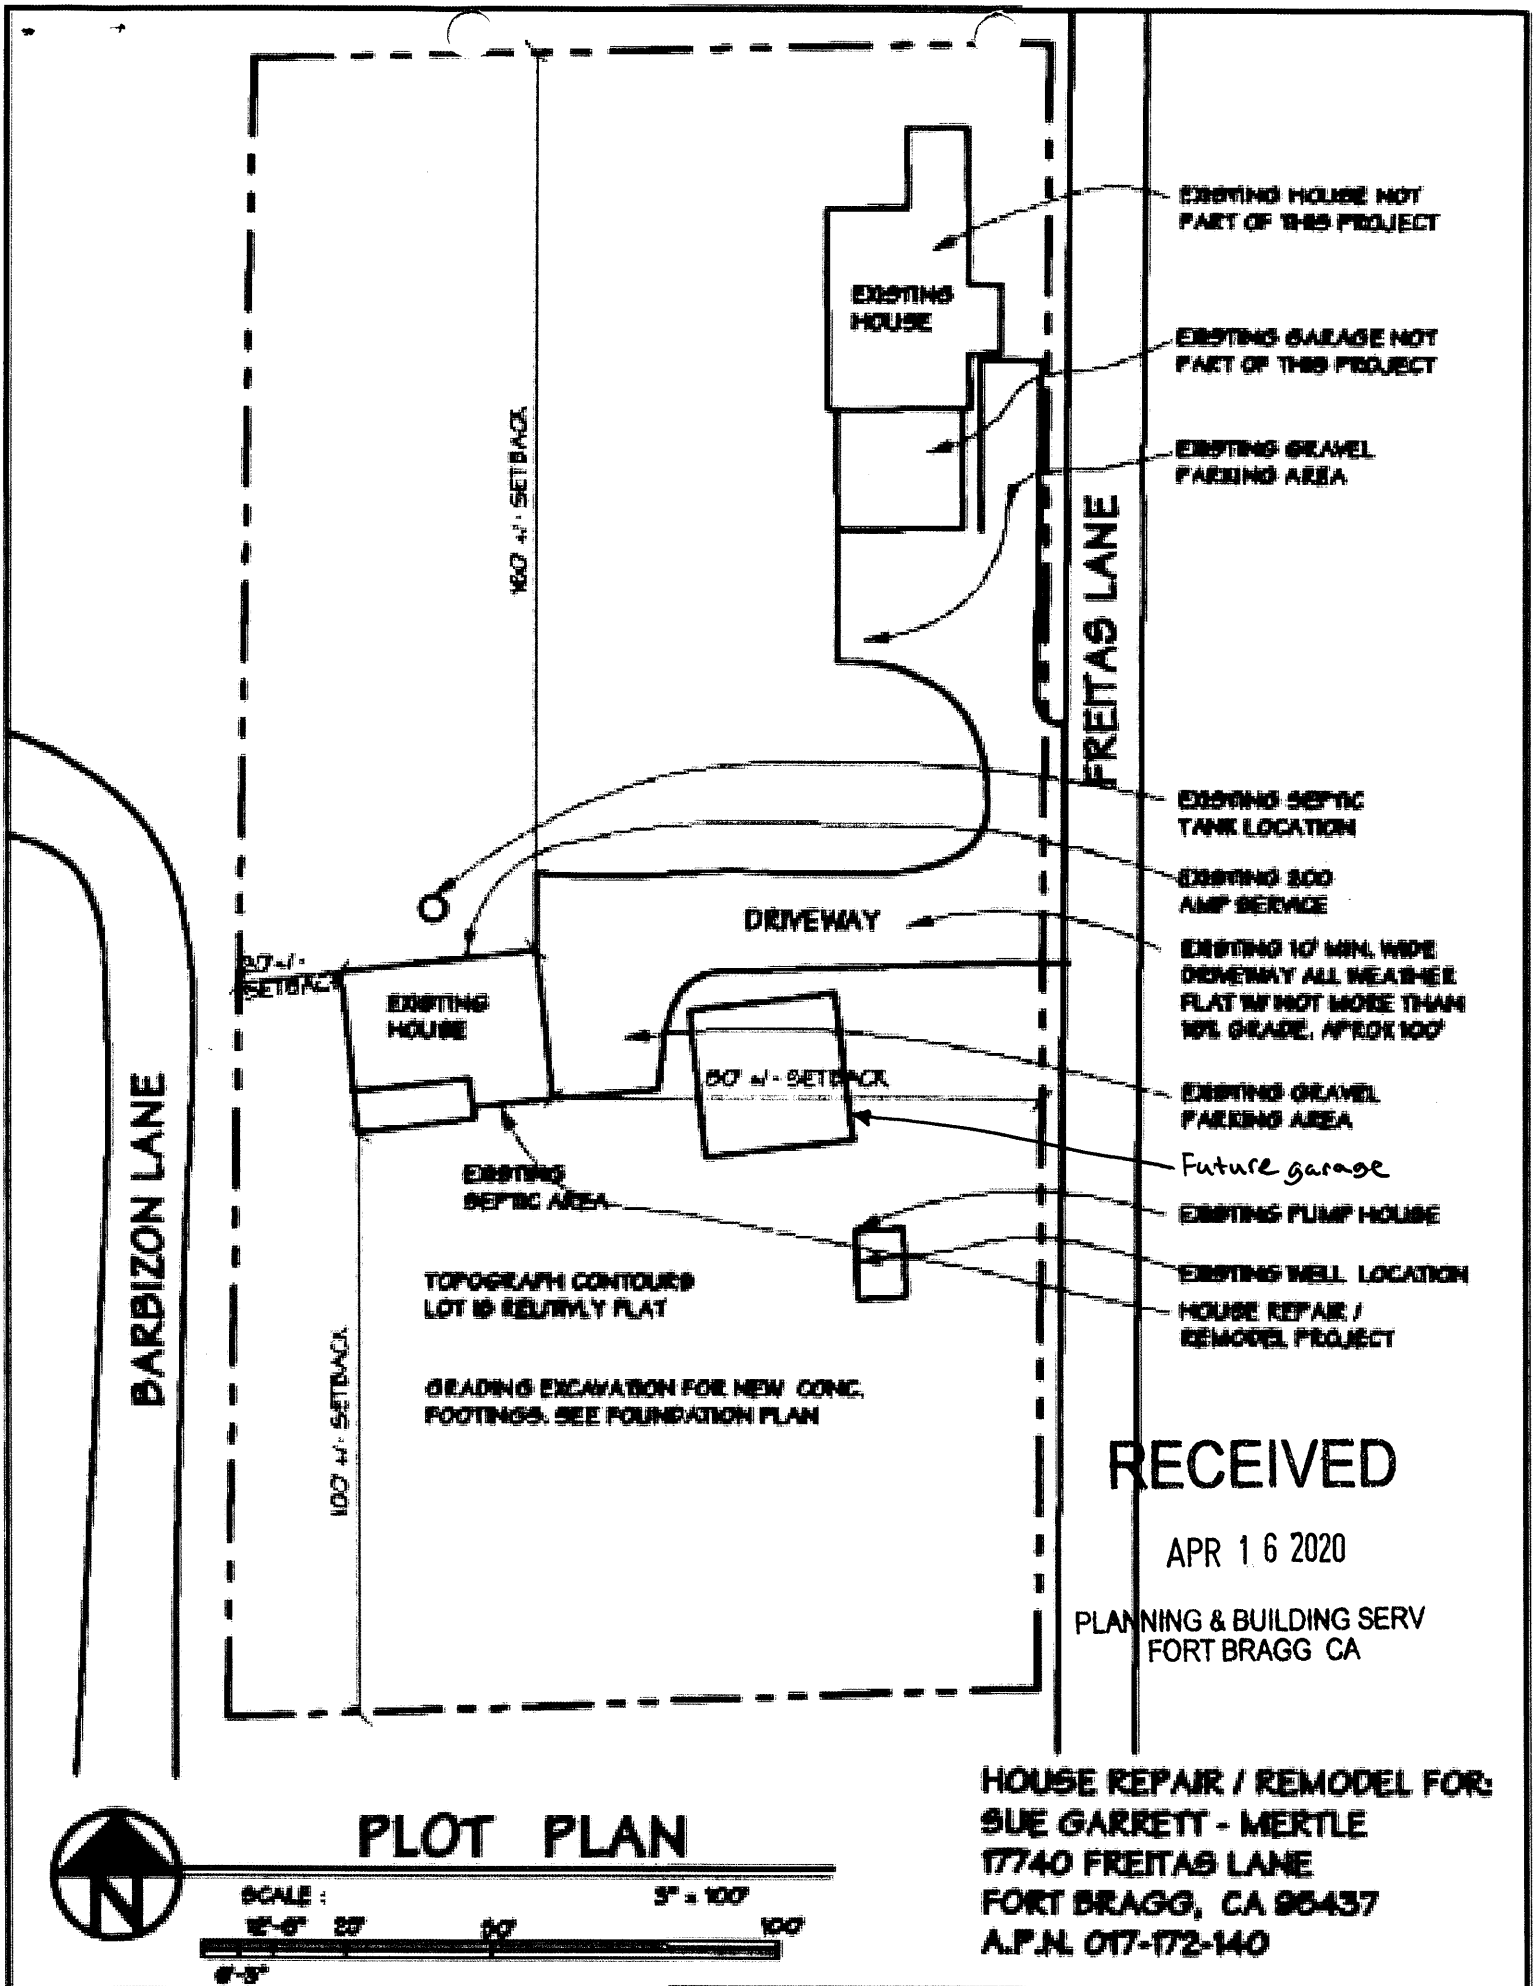 EXISTING HOUSE NOT
PART OF THIS PROJECT
EXISTING
HOUSE
EXISTING GARAGE NOT
PART OF THIS PROJECT
EXISTING GRAVEL
PARKING AREA
160' +/- SETBACK
FREITAS LANE
EXISTING SEPTIC
TANK LOCATION
EXISTING 200
AMP SERVICE
DRIVEWAY
EXISTING 10' MIN. WIDE
DRIVEWAY ALL WEATHER
FLAT W/ NOT MORE THAN
10% GRADE. APROX 100'
+/-
SETBACK
EXISTING
HOUSE
+/- SETBACK
EXISTING GRAVEL
PARKING AREA
Future garage
EXISTING
SEPTIC AREA
EXISTING PUMP HOUSE
EXISTING WELL LOCATION
HOUSE REPAIR /
REMODEL PROJECT
BARBIZON LANE
TOPOGRAPH CONTOURS
LOT IS RELITIVLY FLAT
100' +/- SETBACK
GRADING EXCAVATION FOR NEW CONC.
FOOTINGS. SEE FOUNDATION PLAN
RECEIVED
APR 16 2020
PLANNING & BUILDING SERV
FORT BRAGG CA
N
PLOT PLAN
SCALE : 3" = 100'
12'-6" 25' 50' 100'
6'-3"
HOUSE REPAIR / REMODEL FOR:
SUE GARRETT - MERTLE
17740 FREITAS LANE
FORT BRAGG, CA 95437
A.P.N. 017-172-140